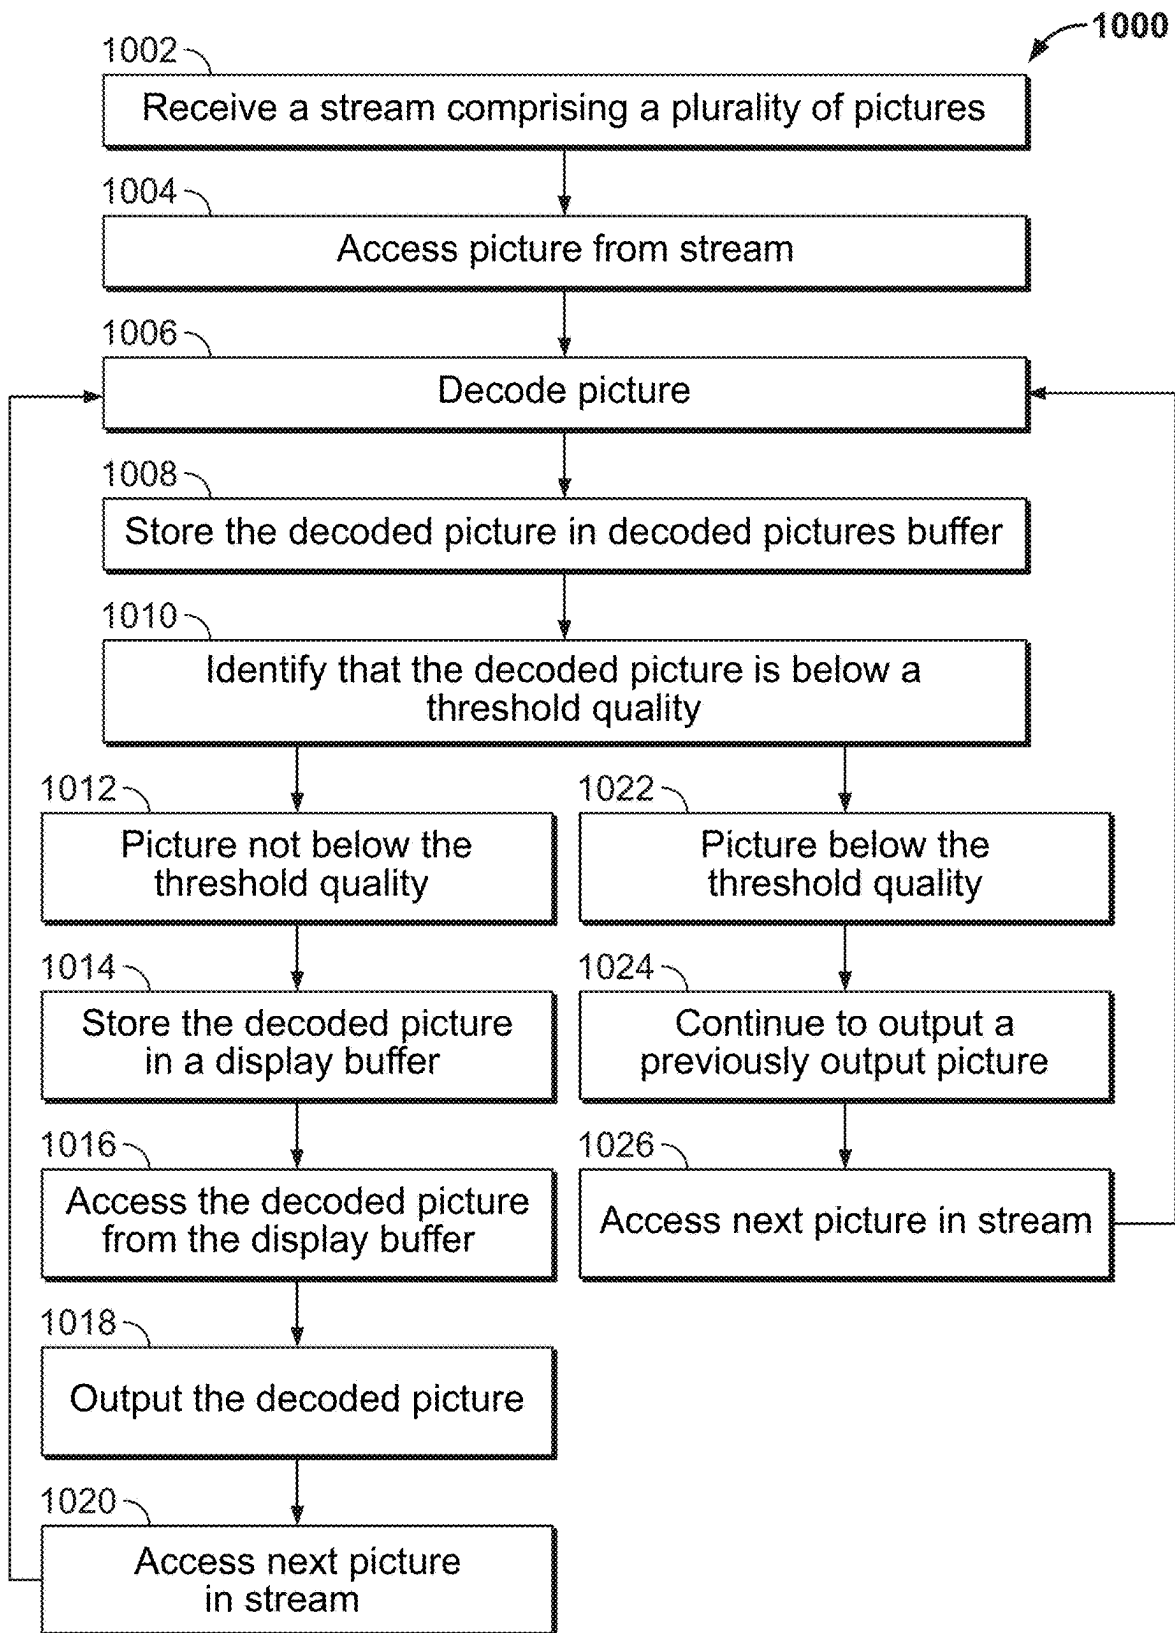 1000
1002
Receive a stream comprising a plurality of pictures
1004
Access picture from stream
1006
Decode picture
1008
Store the decoded picture in decoded pictures buffer
1010
Identify that the decoded picture is below a
threshold quality
1012
Picture not below the
threshold quality
1014
Store the decoded picture
in a display buffer
1016
Access the decoded picture
from the display buffer
1018
Output the decoded picture
1020
Access next picture
in stream
1022
Picture below the
threshold quality
1024
Continue to output a
previously output picture
1026
Access next picture in stream